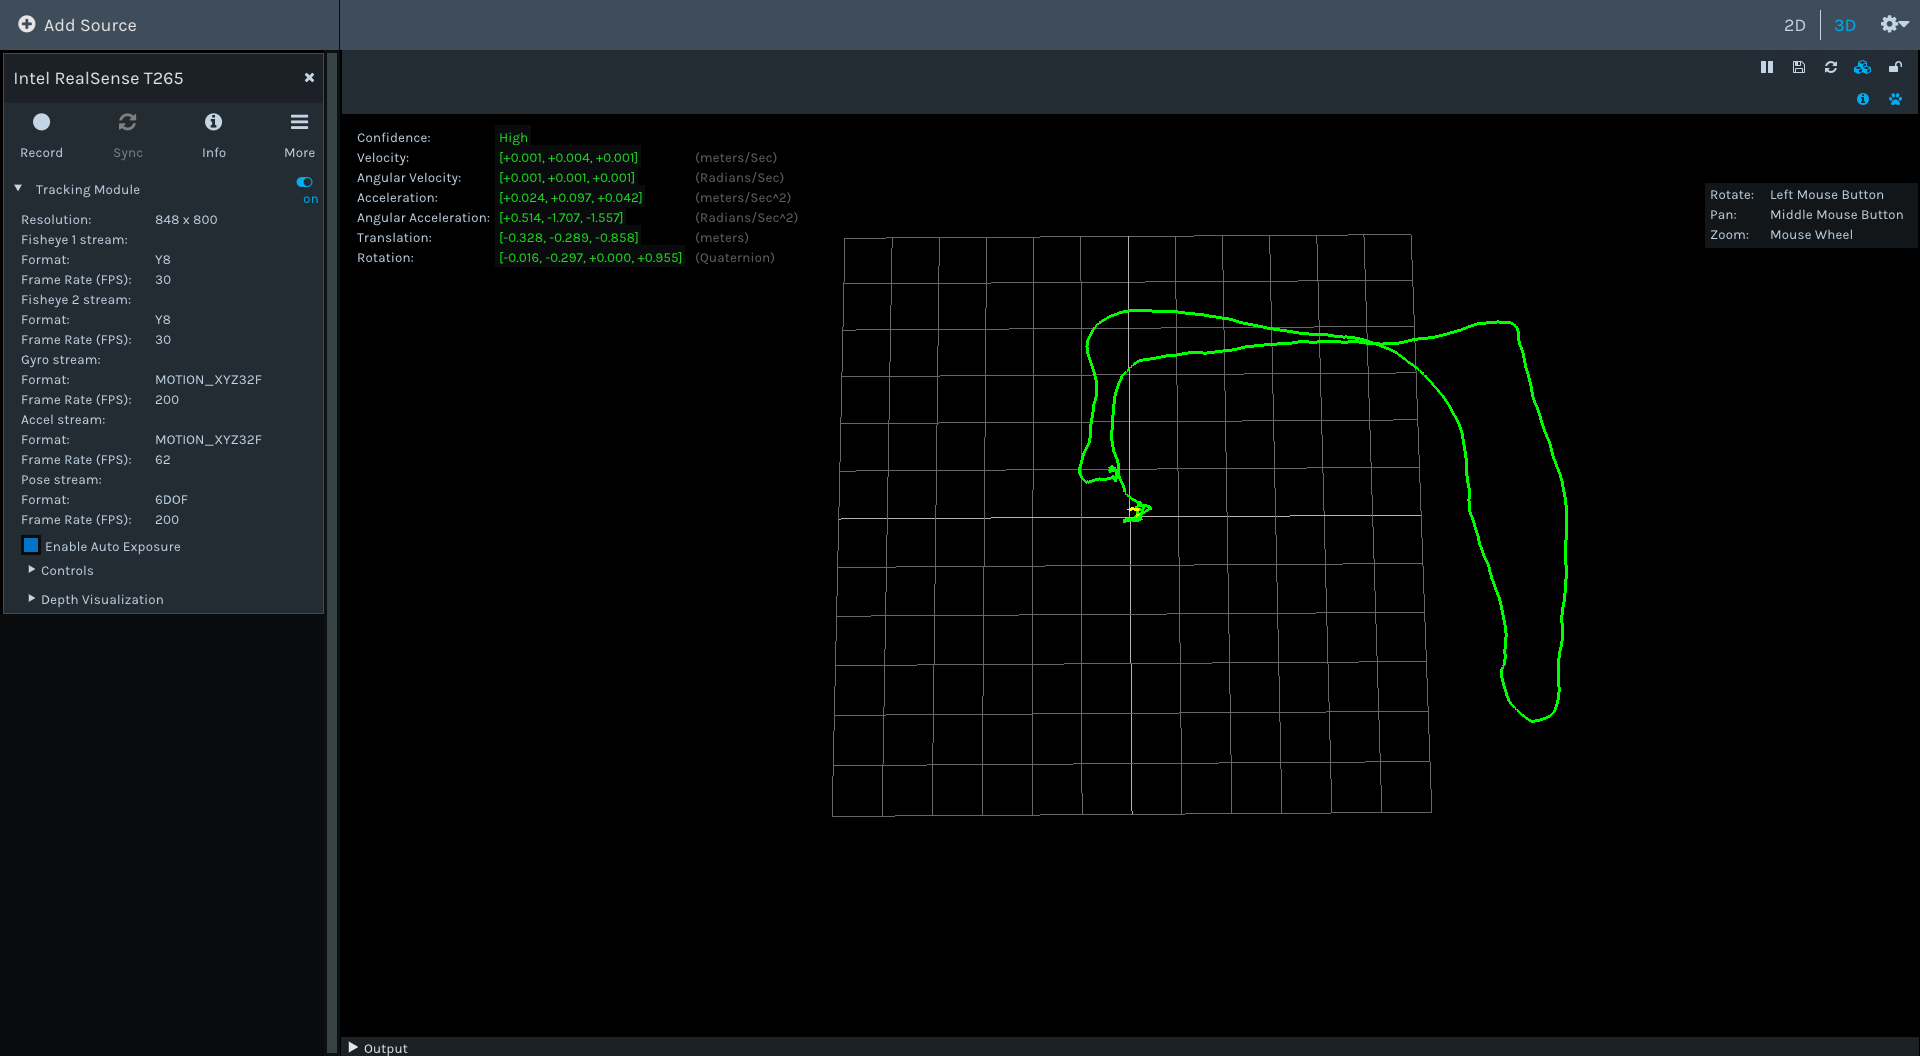 Add Source
2D
3D
Intel RealSense T265
Record
Sync
Info
More
Tracking Module
on
Resolution: 848 x 800
Fisheye 1 stream:
Format: Y8
Frame Rate (FPS): 30
Fisheye 2 stream:
Format: Y8
Frame Rate (FPS): 30
Gyro stream:
Format: MOTION_XYZ32F
Frame Rate (FPS): 200
Accel stream:
Format: MOTION_XYZ32F
Frame Rate (FPS): 62
Pose stream:
Format: 6DOF
Frame Rate (FPS): 200
Enable Auto Exposure
Controls
Depth Visualization
Confidence: High
Velocity: [+0.001, +0.004, +0.001] (meters/Sec)
Angular Velocity: [+0.001, +0.001, +0.001] (Radians/Sec)
Acceleration: [+0.024, +0.097, +0.042] (meters/Sec^2)
Angular Acceleration: [+0.514, -1.707, -1.557] (Radians/Sec^2)
Translation: [-0.328, -0.289, -0.858] (meters)
Rotation: [-0.016, -0.297, +0.000, +0.955] (Quaternion)
Rotate: Left Mouse Button
Pan: Middle Mouse Button
Zoom: Mouse Wheel
Output